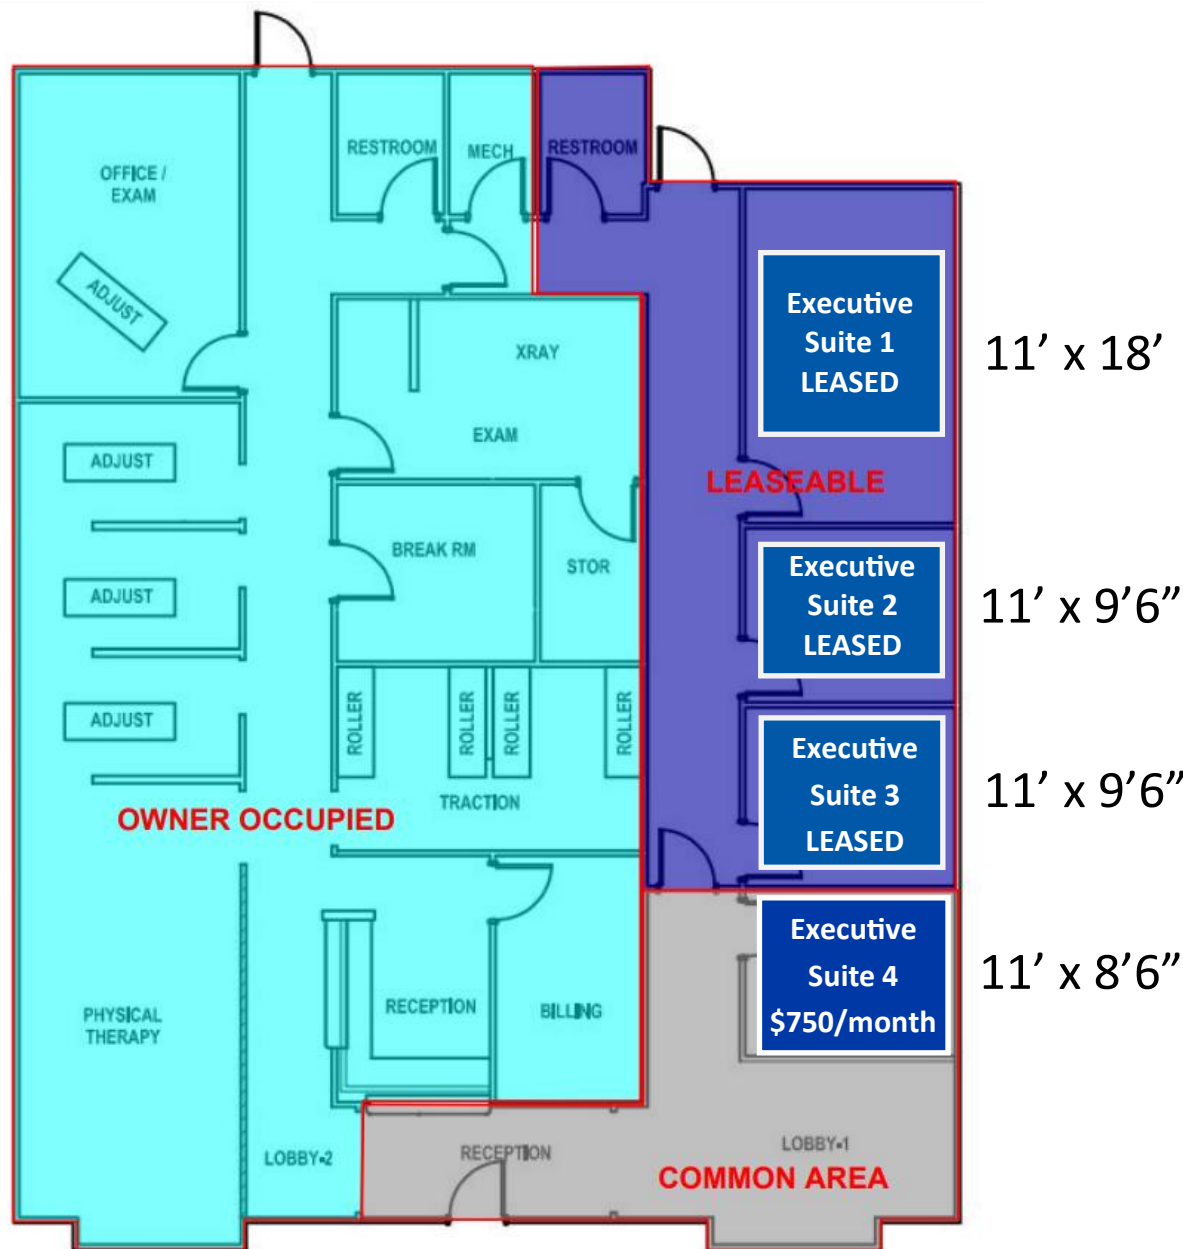 RESTROOM
MECH
RESTROOM
OFFICE /
EXAM
ADJUST
Executive
Suite 1
LEASED
11’ x 18’
XRAY
EXAM
ADJUST
LEASEABLE
BREAK RM
STOR
Executive
Suite 2
LEASED
11’ x 9’6”
ADJUST
ROLLER
ROLLER
ROLLER
ROLLER
ADJUST
Executive
Suite 3
LEASED
11’ x 9’6”
TRACTION
OWNER OCCUPIED
Executive
Suite 4
$750/month
11’ x 8’6”
PHYSICAL
THERAPY
RECEPTION
BILLING
LOBBY-2
RECEPTION
LOBBY-1
COMMON AREA